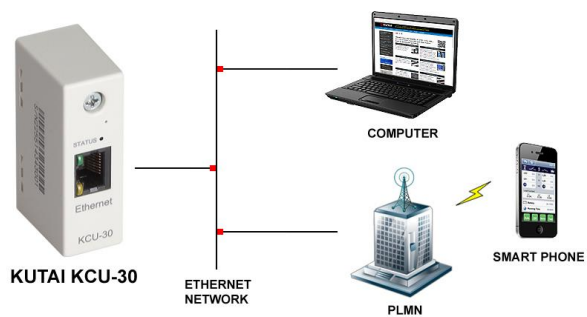 STATUS
Ethernet
KCU-30
KUTAI KCU-30
ETHERNET
NETWORK
COMPUTER
PLMN
SMART PHONE